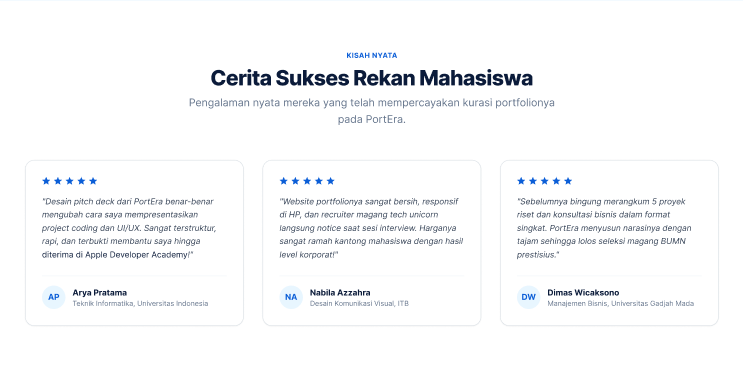 KISAH NYATA
Cerita Sukses Rekan Mahasiswa
Pengalaman nyata mereka yang telah mempercayakan kurasi portfolionya
pada PortEra.
"Desain pitch deck dari PortEra benar-benar
mengubah cara saya mempresentasikan
project coding dan UI/UX. Sangat terstruktur,
rapi, dan terbukti membantu saya hingga
diterima di Apple Developer Academy!"
AP
Arya Pratama
Teknik Informatika, Universitas Indonesia
"Website portfolionya sangat bersih, responsif
di HP, dan recruiter magang tech unicorn
langsung notice saat sesi interview. Harganya
sangat ramah kantong mahasiswa dengan hasil
level korporat!"
NA
Nabila Azzahra
Desain Komunikasi Visual, ITB
"Sebelumnya bingung merangkum 5 proyek
riset dan konsultasi bisnis dalam format
singkat. PortEra menyusun narasinya dengan
tajam sehingga lolos seleksi magang BUMN
prestisius."
DW
Dimas Wicaksono
Manajemen Bisnis, Universitas Gadjah Mada